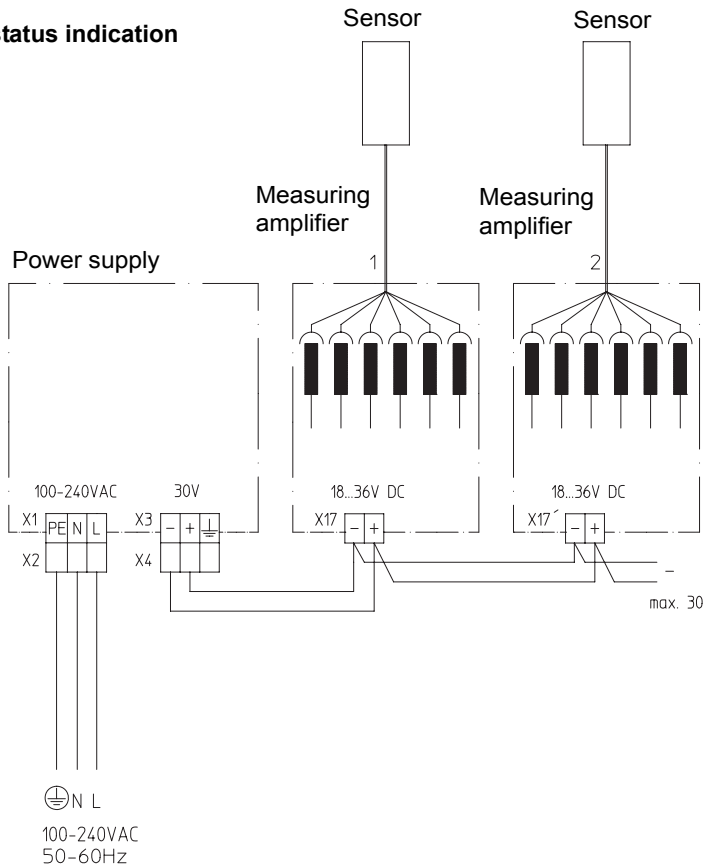 status indication
Sensor
Sensor
Measuring
amplifier
Measuring
amplifier
Power supply
1
2
100-240VAC
30V
18...36V DC
18...36V DC
X1
PE N L
X3
- + ⏚
X17
- +
X17´
- +
X2
X4
-
max. 30
⏚ N L
100-240VAC
50-60Hz